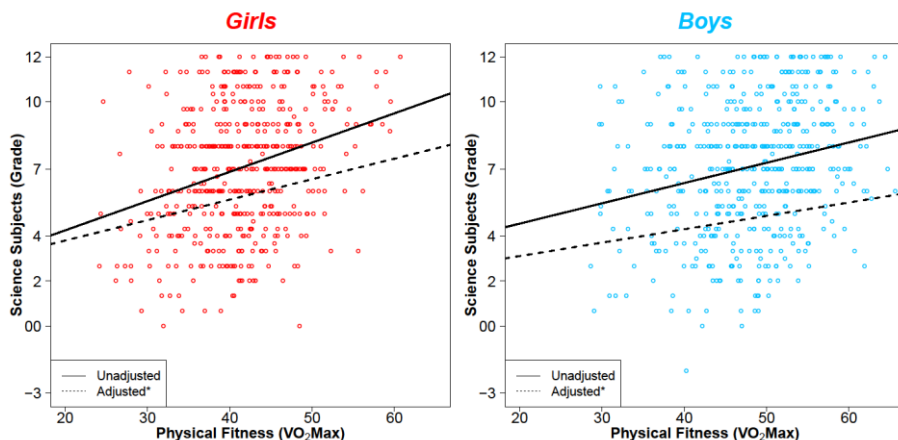 Girls
Boys
Science Subjects (Grade)
12
10
7
4
2
00
−3
Unadjusted
Adjusted*
20 30 40 50 60
Physical Fitness (VO₂Max)
Science Subjects (Grade)
12
10
7
4
2
00
−3
Unadjusted
Adjusted*
20 30 40 50 60
Physical Fitness (VO₂Max)